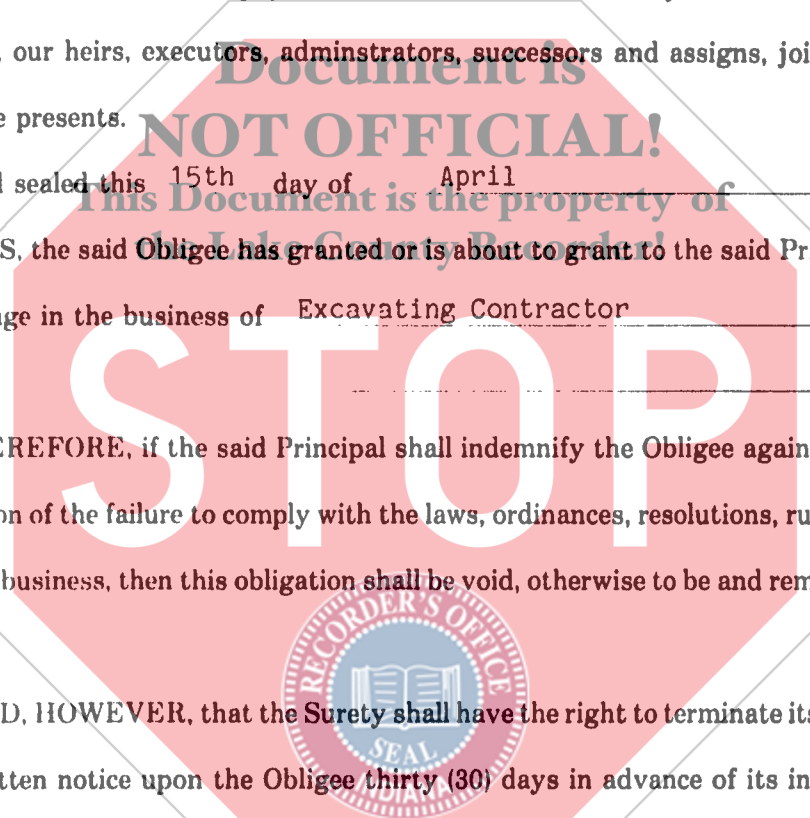 , our heirs, executors, adminstrators, successors and assigns, joi
Document is
e presents.
NOT OFFICIAL!
l sealed this 15th day of April
This Document is the property of
S, the said Obligee has granted or is about to grant to the said Pr
the Lake County Recorder!
ge in the business of Excavating Contractor
STOP
EREFORE, if the said Principal shall indemnify the Obligee again
on of the failure to comply with the laws, ordinances, resolutions, ru
business, then this obligation shall be void, otherwise to be and rem
RECORDER'S OFFICE
D, HOWEVER, that the Surety shall have the right to terminate its
SEAL
tten notice upon the Obligee thirty (30) days in advance of its in
INDIANA